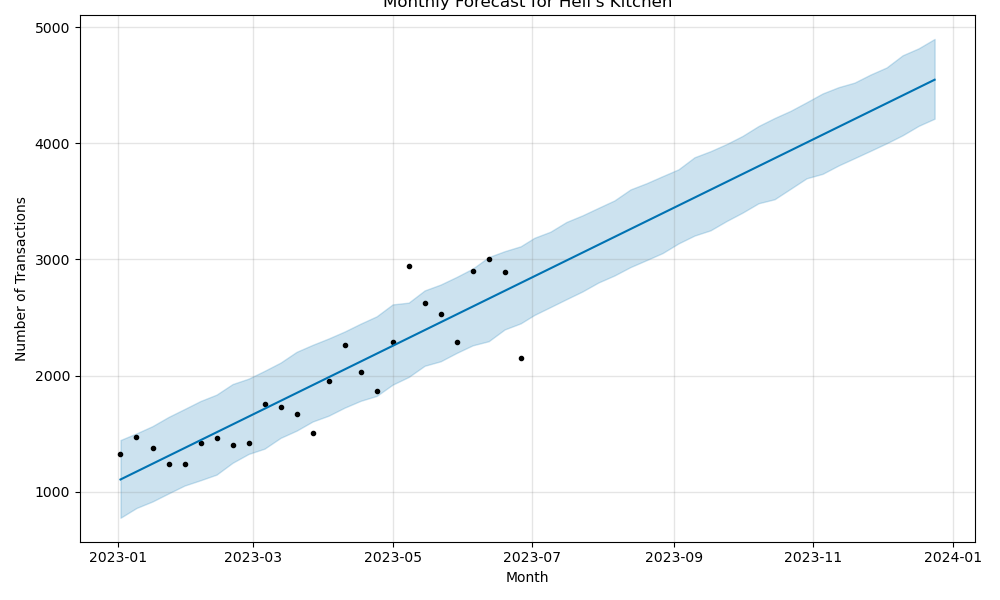 Monthly Forecast for Hell's Kitchen
5000
4000
3000
2000
1000
Number of Transactions
2023-01 2023-03 2023-05 2023-07 2023-09 2023-11 2024-01
Month